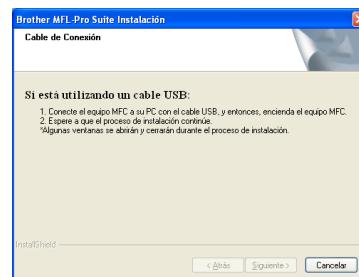 Brother MFL-Pro Suite Instalación
Cable de Conexión
Si está utilizando un cable USB:
1. Conecte el equipo MFC a su PC con el cable USB, y entonces, encienda el equipo MFC.
2. Espere a que el proceso de instalación continúe.
*Algunas ventanas se abrirán y cerrarán durante el proceso de instalación.
InstallShield
< Atrás Siguiente > Cancelar